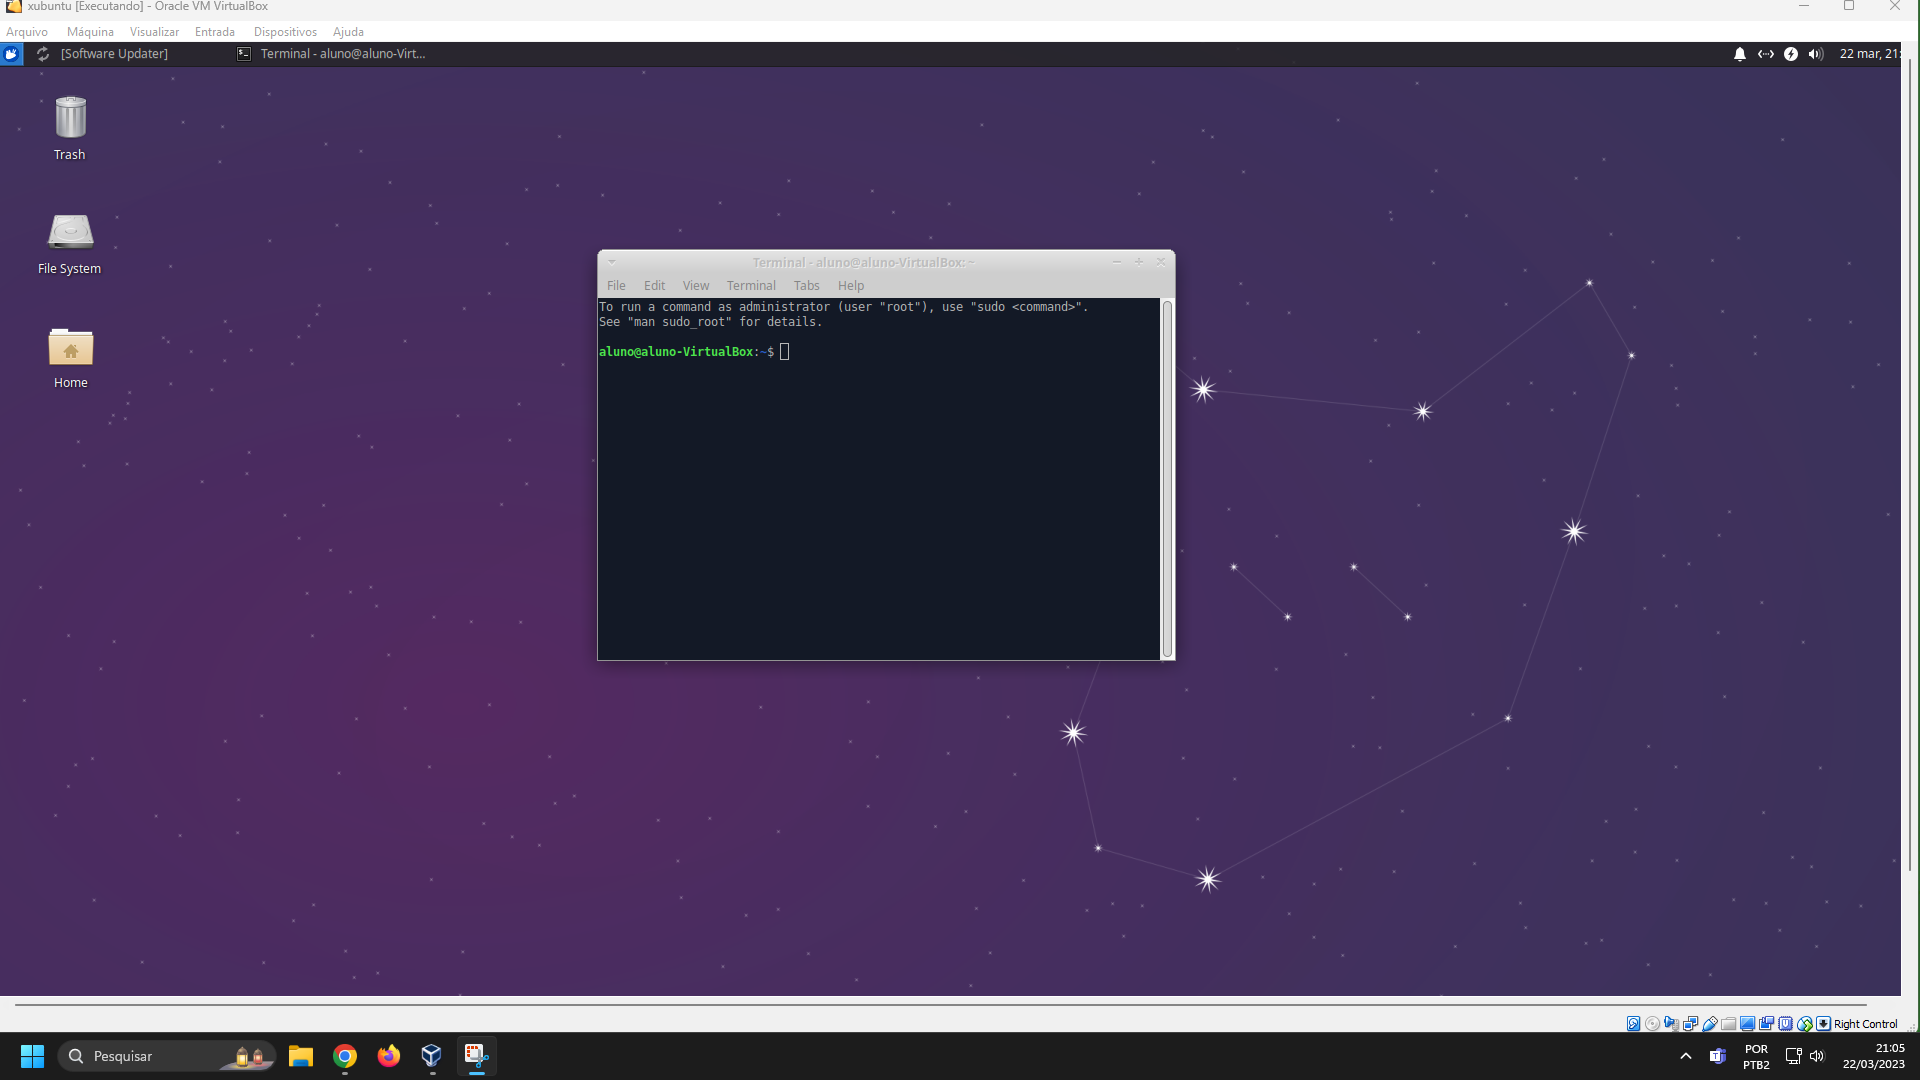 xubuntu [Executando] - Oracle VM VirtualBox
Arquivo Máquina Visualizar Entrada Dispositivos Ajuda
[Software Updater] Terminal - aluno@aluno-Virt... 22 mar, 21:
Trash
File System
Home
Terminal - aluno@aluno-VirtualBox: ~
File Edit View Terminal Tabs Help
To run a command as administrator (user "root"), use "sudo <command>".
See "man sudo_root" for details.
aluno@aluno-VirtualBox:~$
Right Control
Pesquisar
POR
PTB2
21:05
22/03/2023